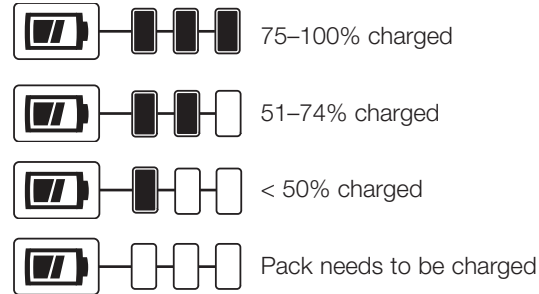 75–100% charged
51–74% charged
< 50% charged
Pack needs to be charged